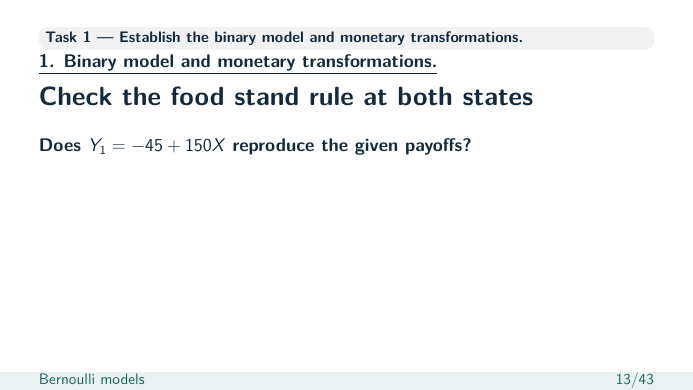 Task 1 — Establish the binary model and monetary transformations.
1. Binary model and monetary transformations.
Check the food stand rule at both states
Does Y₁ = −45 + 150X reproduce the given payoffs?
Bernoulli models 13/43